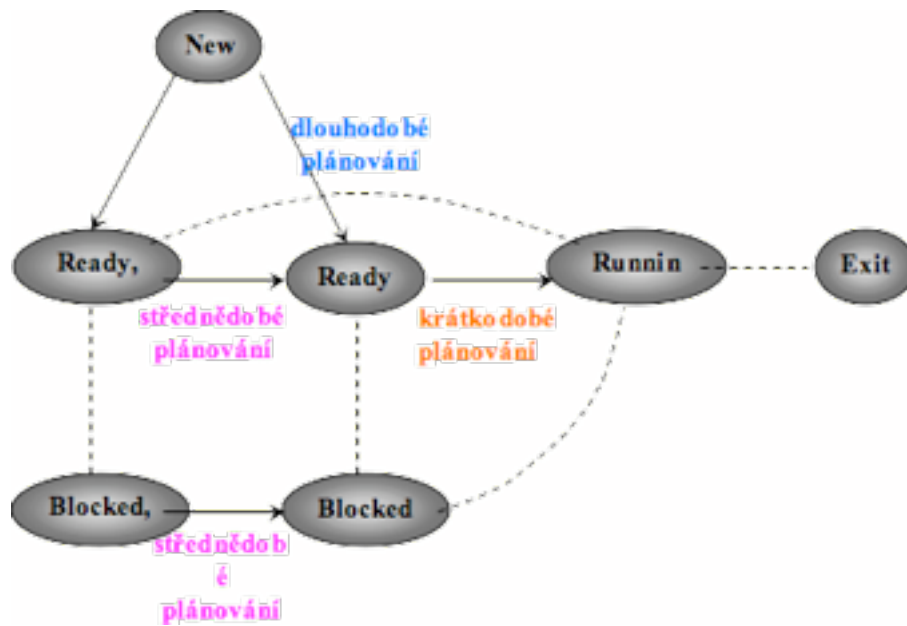 New
dlouhodobé
plánování
Ready,
Ready
Runnin
Exit
střednědobé
plánování
krátkodobé
plánování
Blocked,
Blocked
střednědob
é
plánování